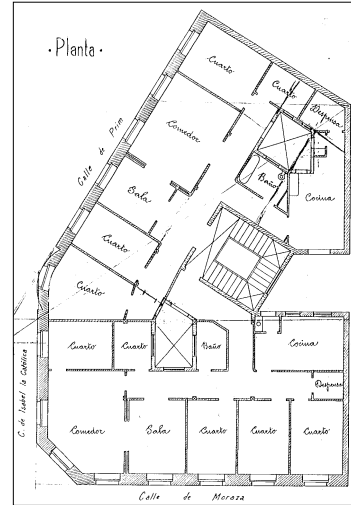 · Planta ·
Cuarto
Cuarto
Despensa
Comedor
Calle de Prim
Baño
Cocina
Sala
Cuarto
Cuarto
C. de Isabel la Católica
Cuarto
Cuarto
Baño
Cocina
Despensa
Comedor
Sala
Cuarto
Cuarto
Cuarto
Calle de Moraza